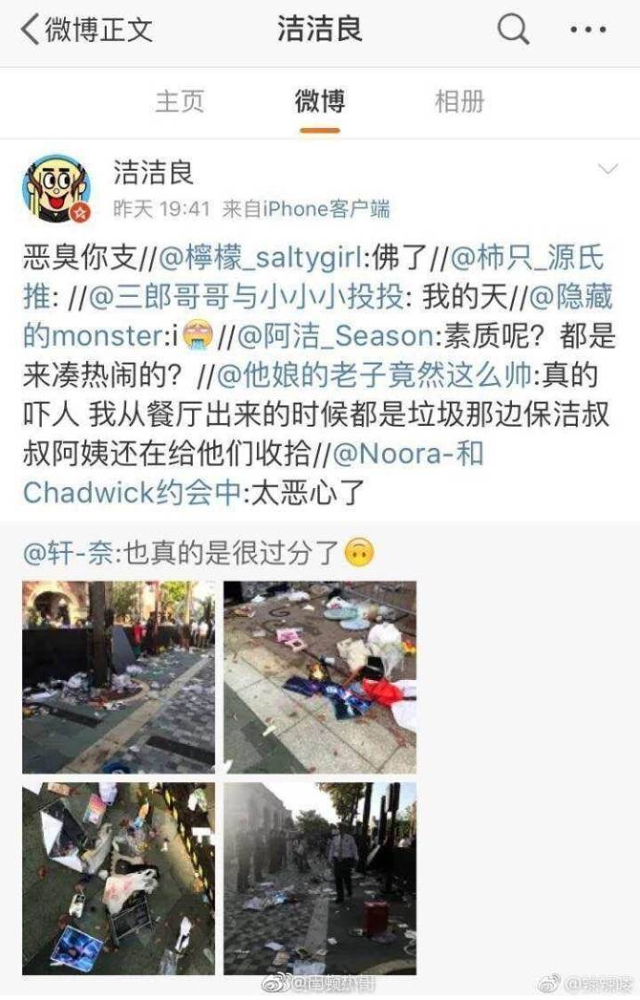 微博正文
洁洁良
主页
微博
相册
洁洁良
昨天 19:41 来自iPhone客户端
恶臭你支//@檸檬_saltygirl:佛了//@柿只_源氏
推: //@三郎哥哥与小小小投投: 我的天//@隐藏
的monster:i🤮//@阿洁_Season:素质呢？都是
来凑热闹的？//@他娘的老子竟然这么帅:真的
吓人 我从餐厅出来的时候都是垃圾那边保洁叔
叔阿姨还在给他们收拾//@Noora-和
Chadwick约会中:太恶心了
@轩-奈:也真的是很过分了🙃